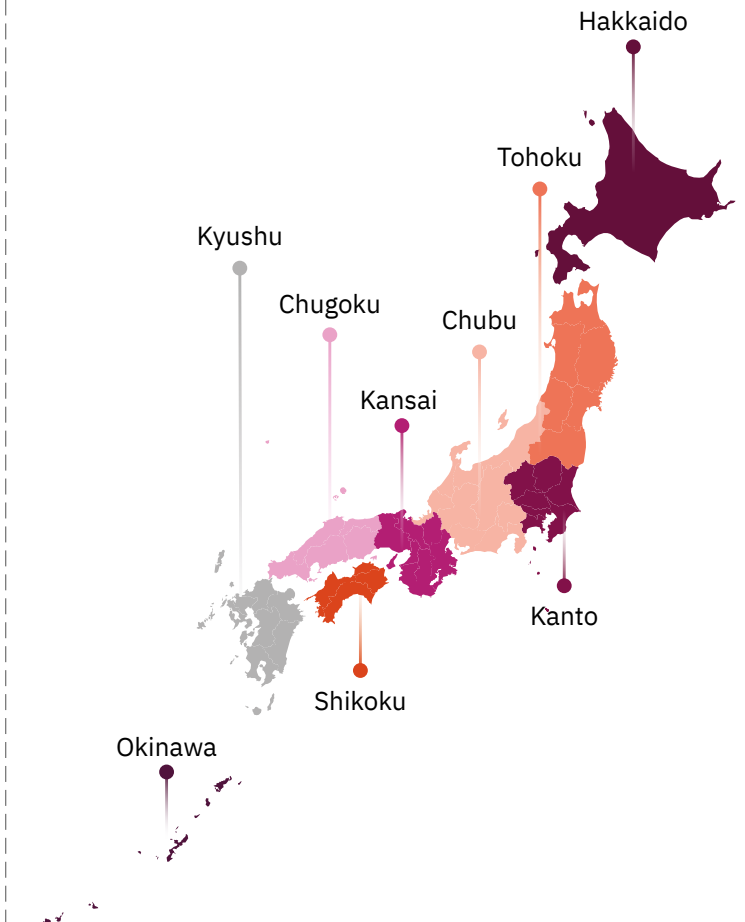 Hakkaido
Tohoku
Kyushu
Chugoku
Chubu
Kansai
Kanto
Shikoku
Okinawa